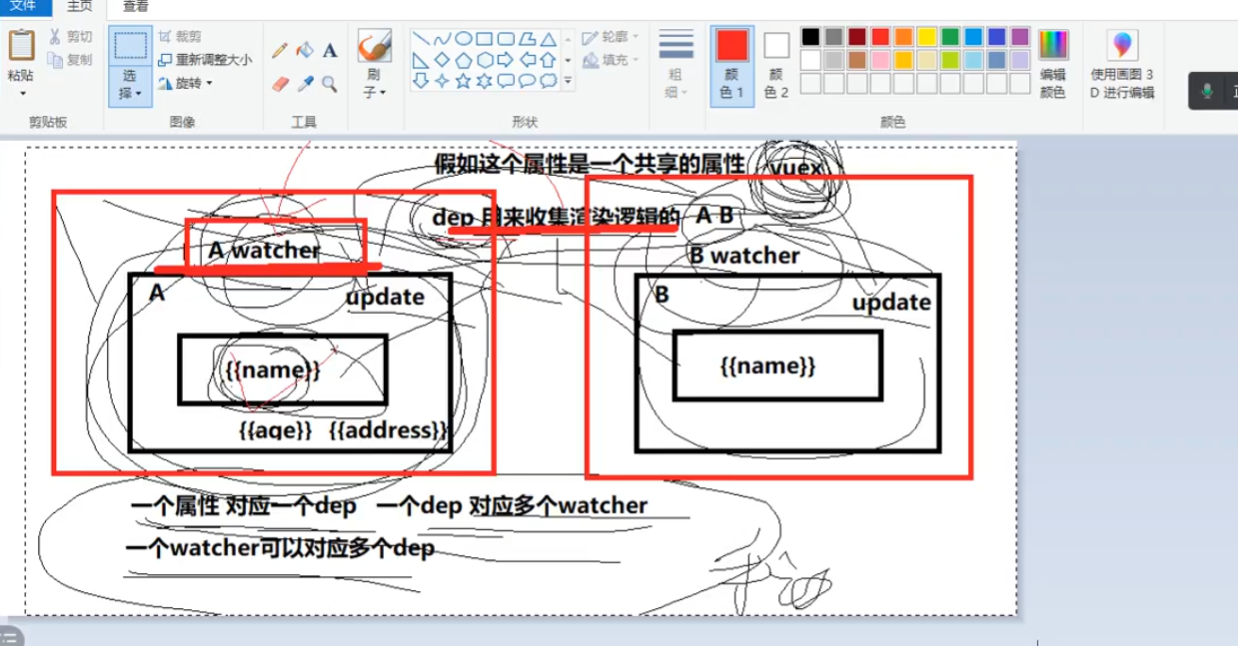 文件 主页 查看
粘贴
剪切
复制
剪贴板
选择
裁剪
重新调整大小
旋转
图像
A
工具
刷子
轮廓
填充
形状
粗细
颜色 1
颜色 2
编辑颜色
颜色
使用画图 3D 进行编辑
假如这个属性是一个共享的属性 vuex
dep 用来收集渲染逻辑的 A B
A watcher
B watcher
A update
B update
{{name}}
{{name}}
{{age}} {{address}}
一个属性 对应一个dep 一个dep 对应多个watcher
一个watcher可以对应多个dep